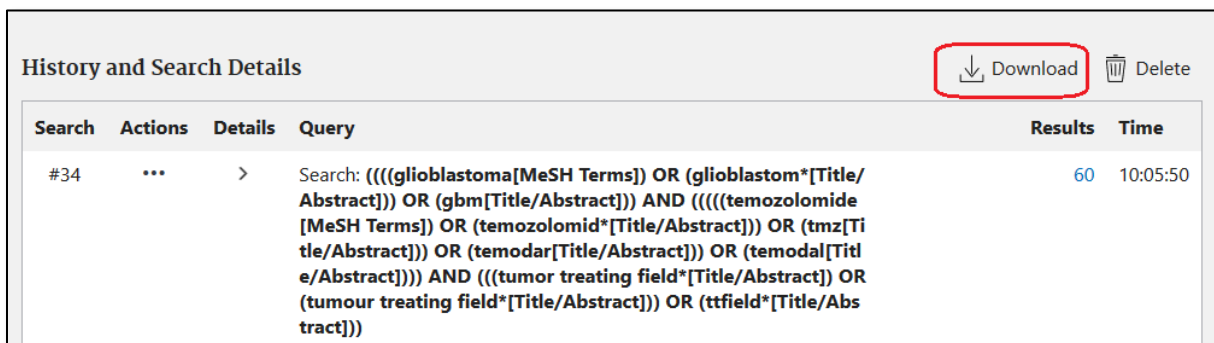 History and Search Details
Download
Delete
Search Actions Details Query Results Time
#34 ••• > Search: ((((glioblastoma[MeSH Terms]) OR (glioblastom*[Title/ 60 10:05:50
Abstract])) OR (gbm[Title/Abstract])) AND (((((temozolomide
[MeSH Terms]) OR (temozolomid*[Title/Abstract])) OR (tmz[Ti
tle/Abstract])) OR (temodar[Title/Abstract])) OR (temodal[Titl
e/Abstract]))) AND (((tumor treating field*[Title/Abstract]) OR
(tumour treating field*[Title/Abstract])) OR (ttfield*[Title/Abs
tract]))